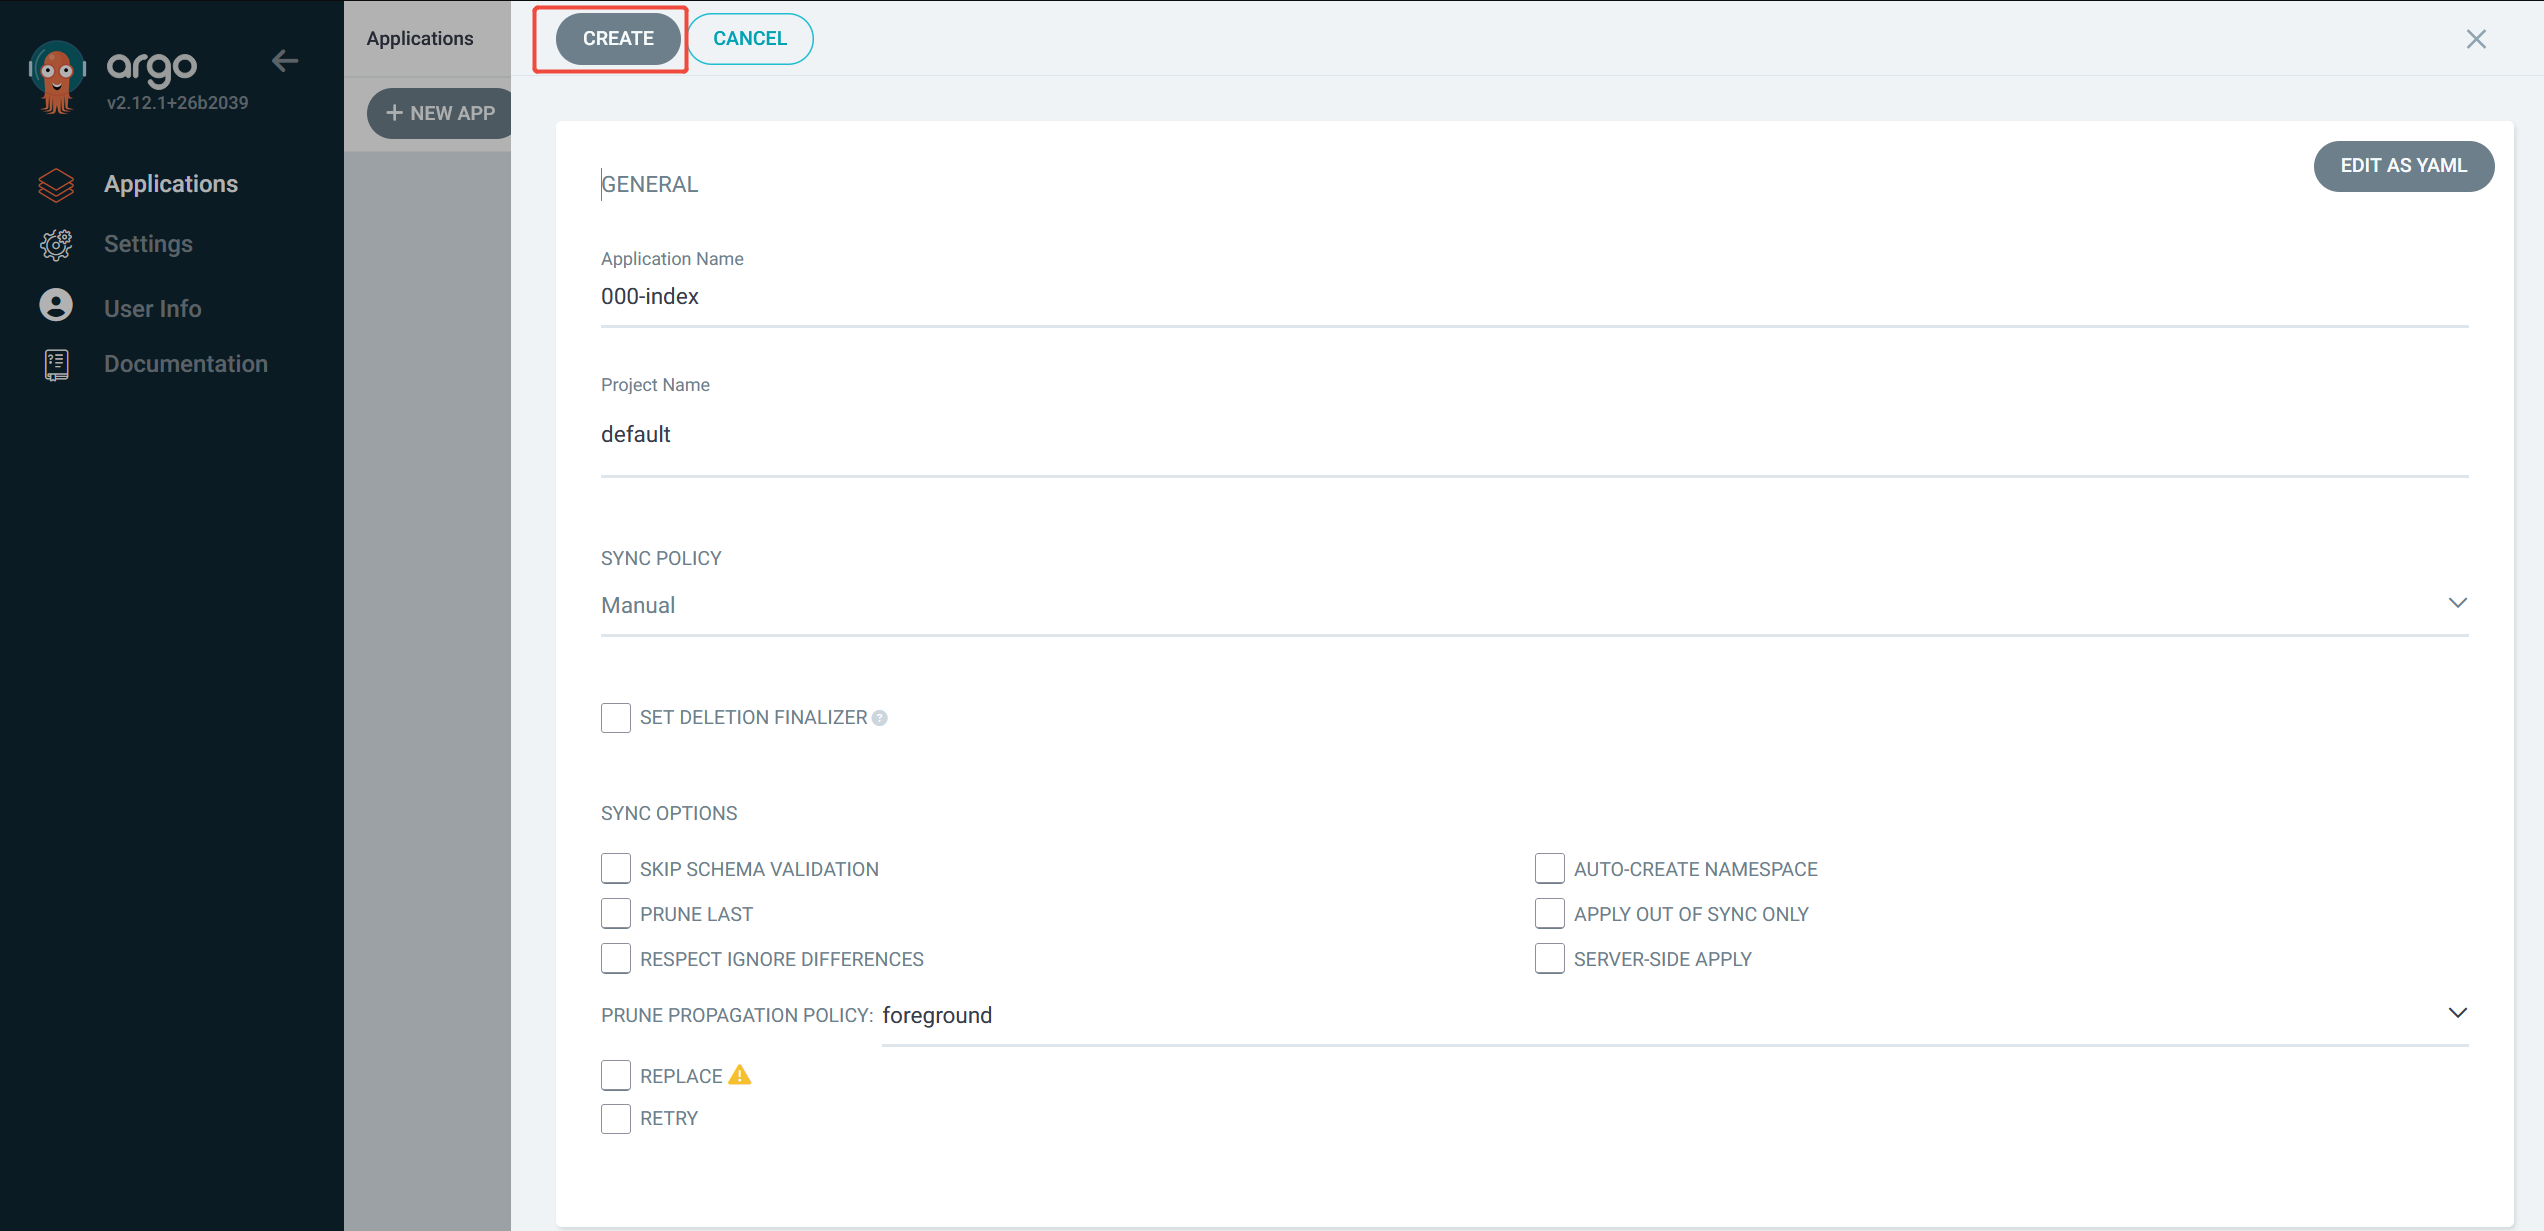 argo
v2.12.1+26b2039
Applications
Settings
User Info
Documentation
Applications
+ NEW APP
CREATE
CANCEL
EDIT AS YAML
GENERAL
Application Name
000-index
Project Name
default
SYNC POLICY
Manual
SET DELETION FINALIZER ?
SYNC OPTIONS
SKIP SCHEMA VALIDATION
AUTO-CREATE NAMESPACE
PRUNE LAST
APPLY OUT OF SYNC ONLY
RESPECT IGNORE DIFFERENCES
SERVER-SIDE APPLY
PRUNE PROPAGATION POLICY: foreground
REPLACE
RETRY